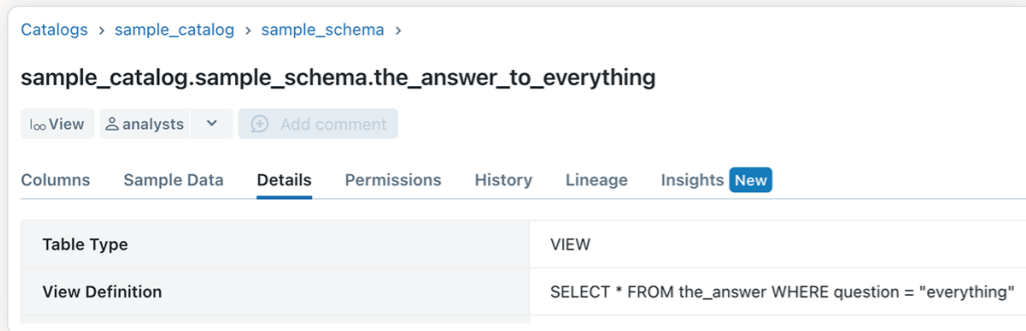 Catalogs > sample_catalog > sample_schema >
sample_catalog.sample_schema.the_answer_to_everything
View analysts Add comment
Columns Sample Data Details Permissions History Lineage Insights New
Table Type VIEW
View Definition SELECT * FROM the_answer WHERE question = "everything"